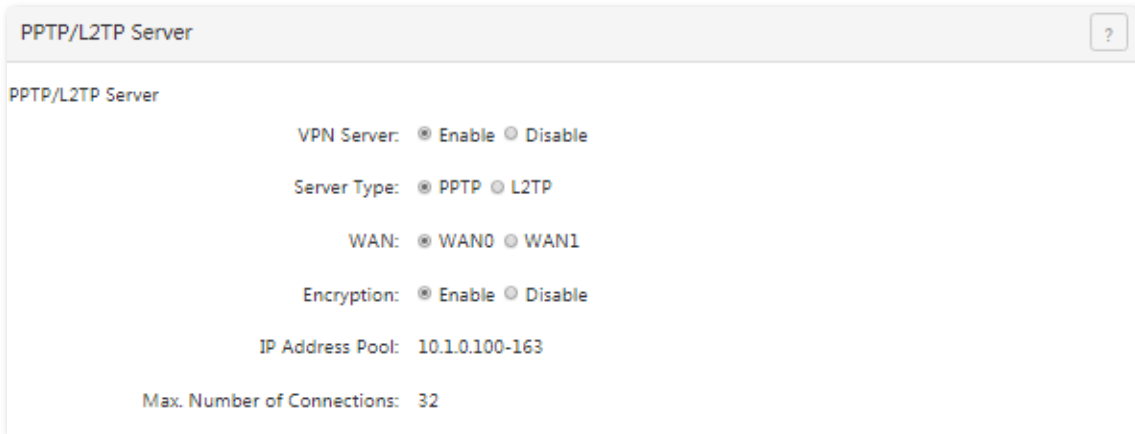 PPTP/L2TP Server
?
PPTP/L2TP Server
VPN Server: Enable Disable
Server Type: PPTP L2TP
WAN: WAN0 WAN1
Encryption: Enable Disable
IP Address Pool: 10.1.0.100-163
Max. Number of Connections: 32